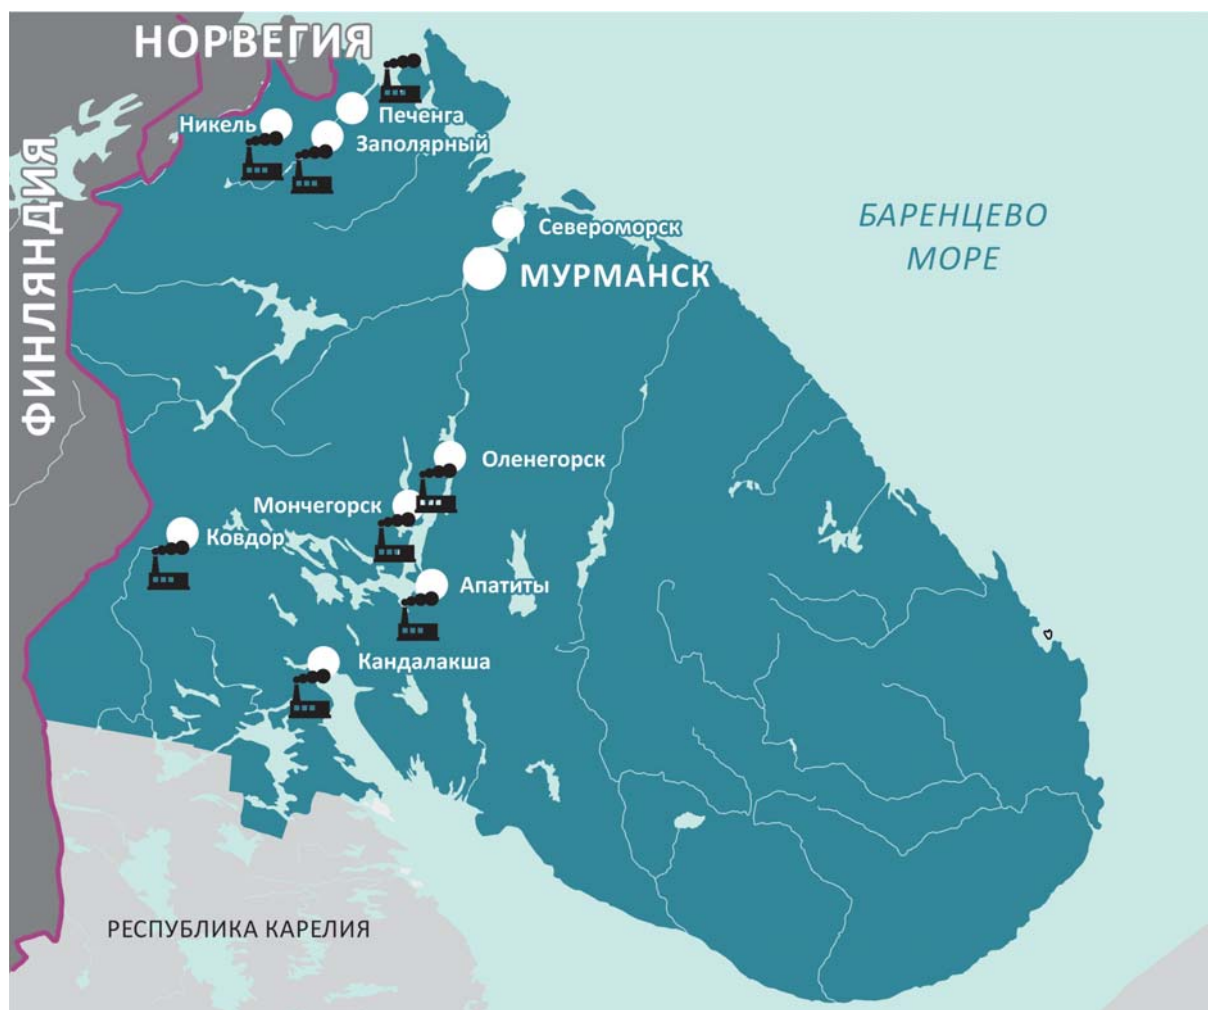 НОРВЕГИЯ
Никель
Печенга
Заполярный
ФИНЛЯНДИЯ
Североморск
БАРЕНЦЕВО
МОРЕ
МУРМАНСК
Оленегорск
Мончегорск
Ковдор
Апатиты
Кандалакша
РЕСПУБЛИКА КАРЕЛИЯ